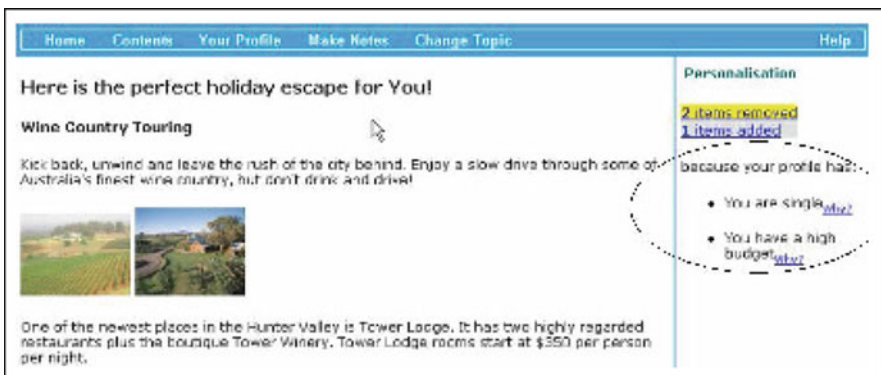 Home Contents Your Profile Make Notes Change Topic Help
Here is the perfect holiday escape for You!
Wine Country Touring
Kick back, unwind and leave the rush of the city behind. Enjoy a slow drive through some of
Australia's finest wine country, but don't drink and drive!
One of the newest places in the Hunter Valley is Tower Lodge. It has two highly regarded
restaurants plus the boutique Tower Winery. Tower Lodge rooms start at $350 per person
per night.
Personalisation
2 items removed
1 items added
because your profile has:
• You are single Why?
• You have a high
budget Why?